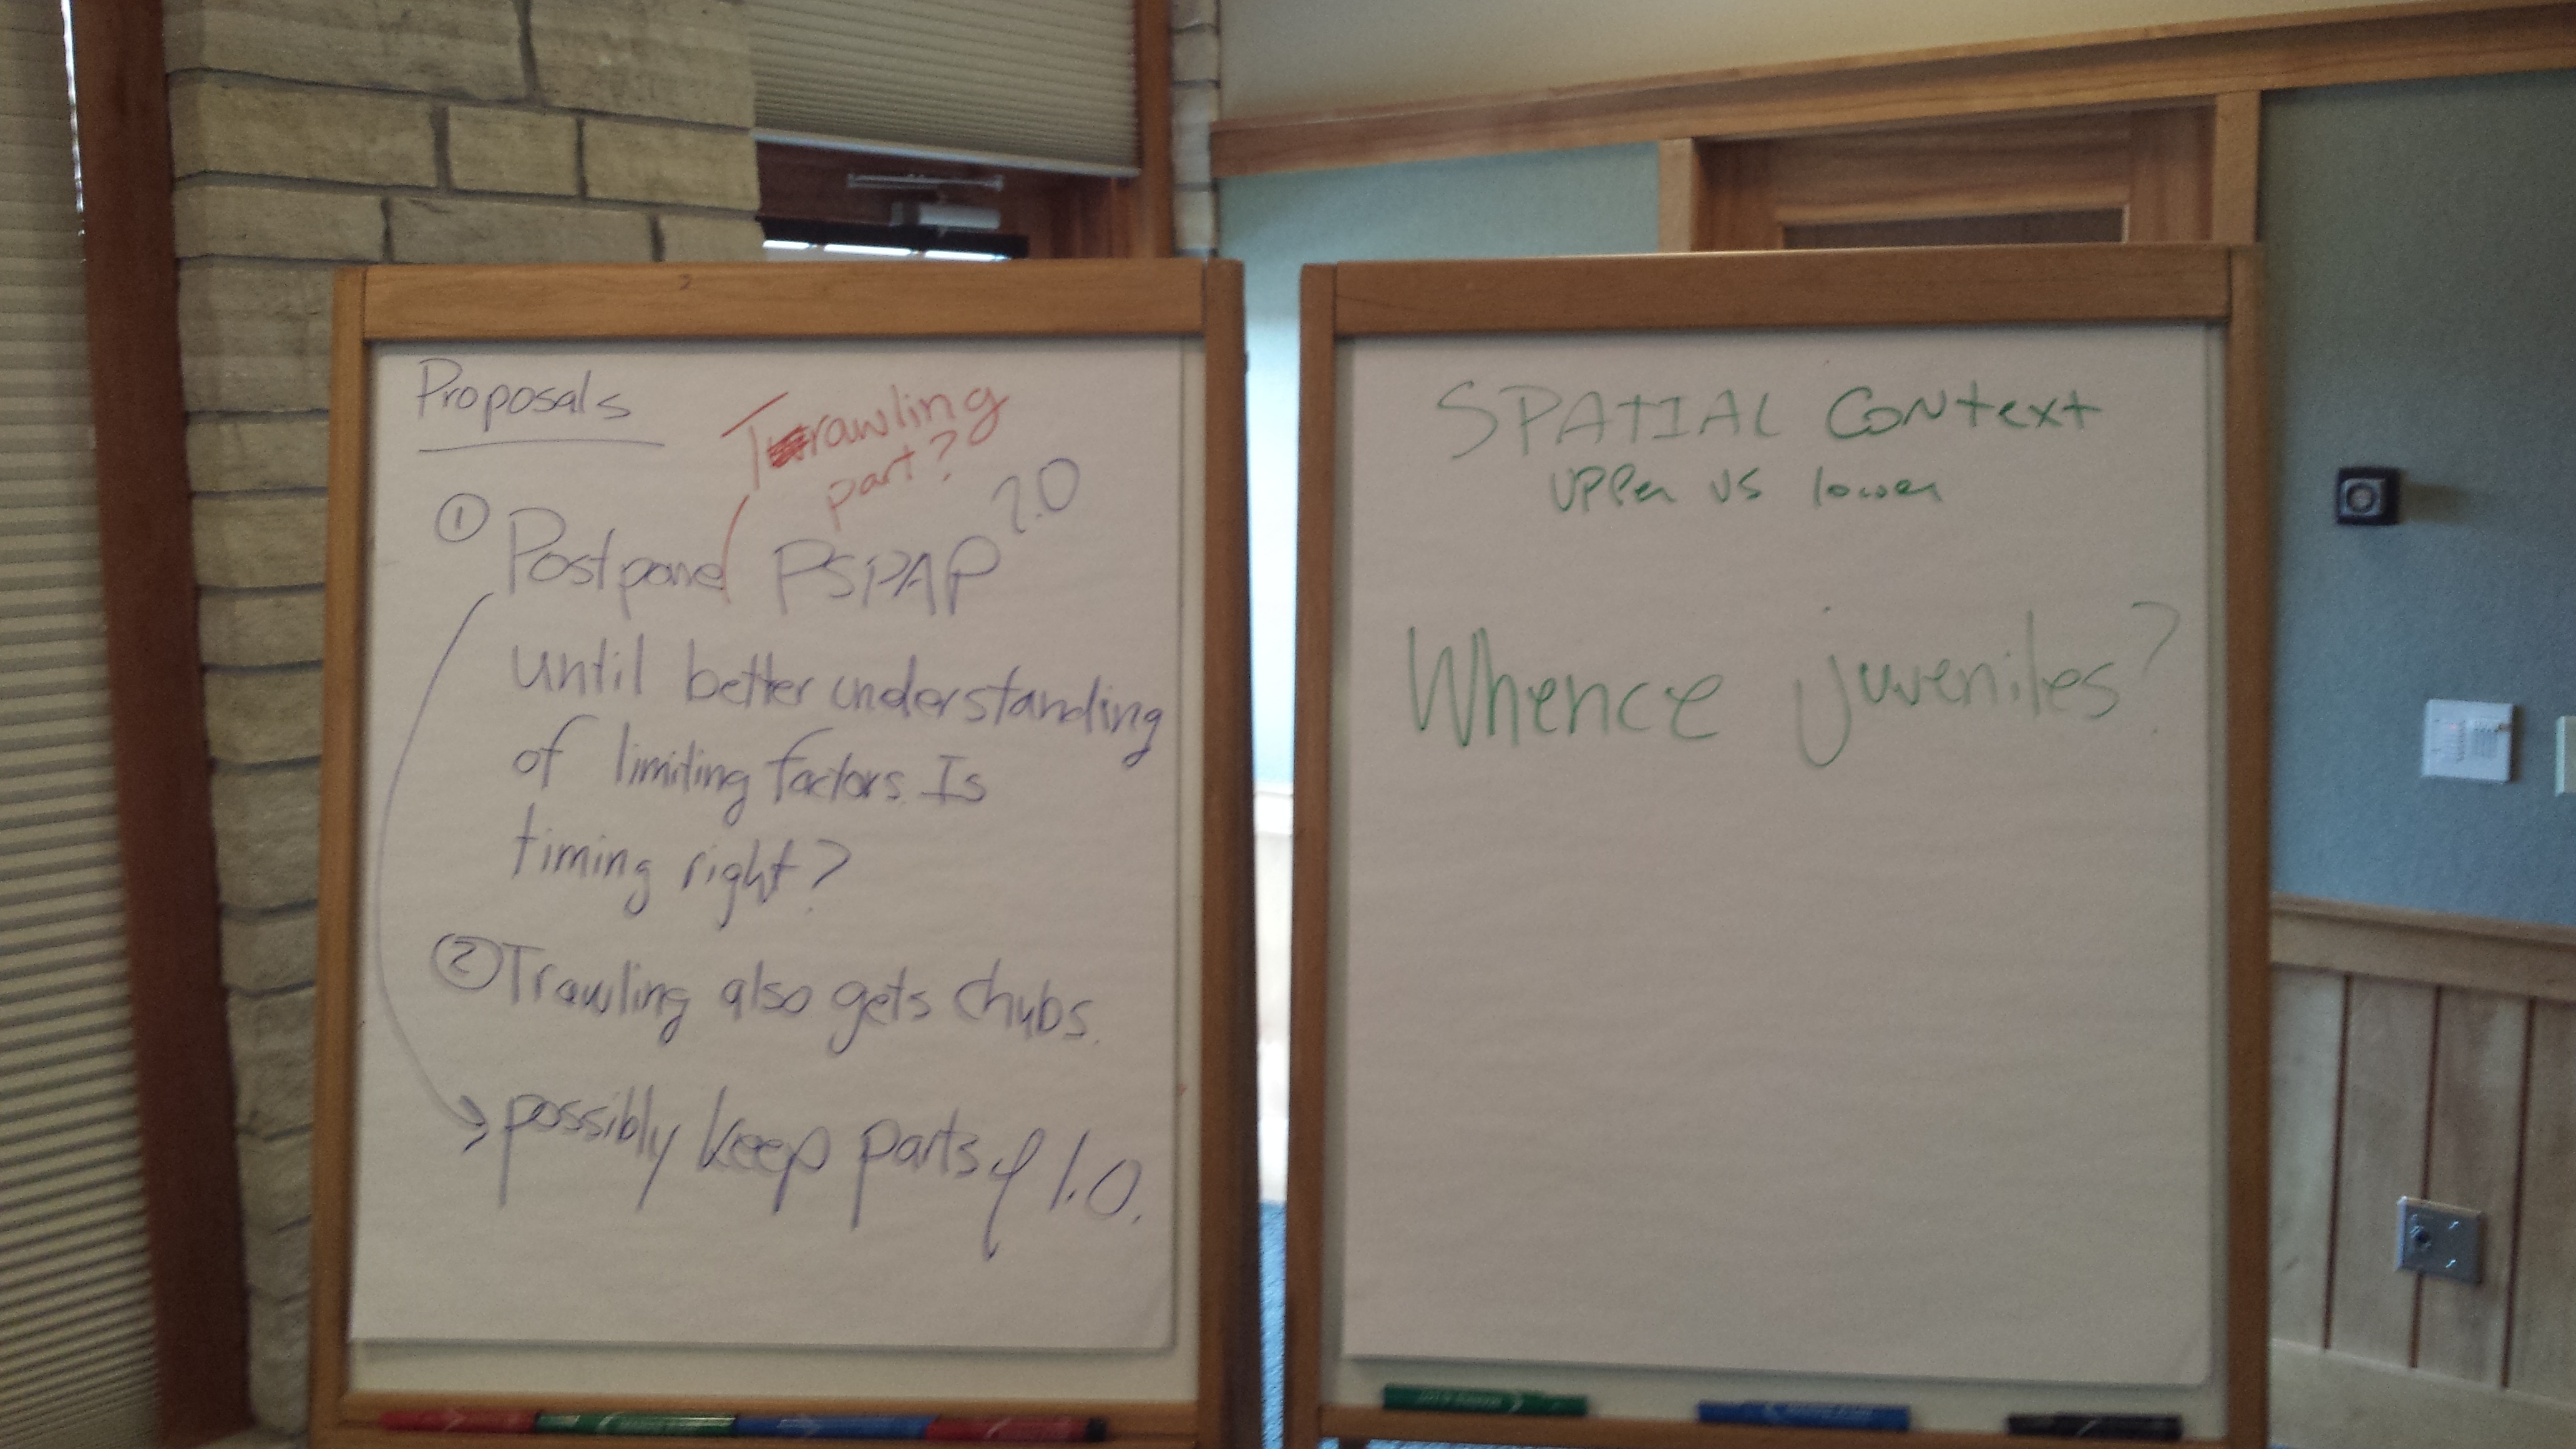 Proposals
Trawling
part?
① Postpone PSPAP 2.0
until better understanding
of limiting factors. Is
timing right?
② Trawling also gets chubs.
→ possibly keep parts of 1.0.
SPATIAL Context
UPPer vs lower
Whence juveniles?